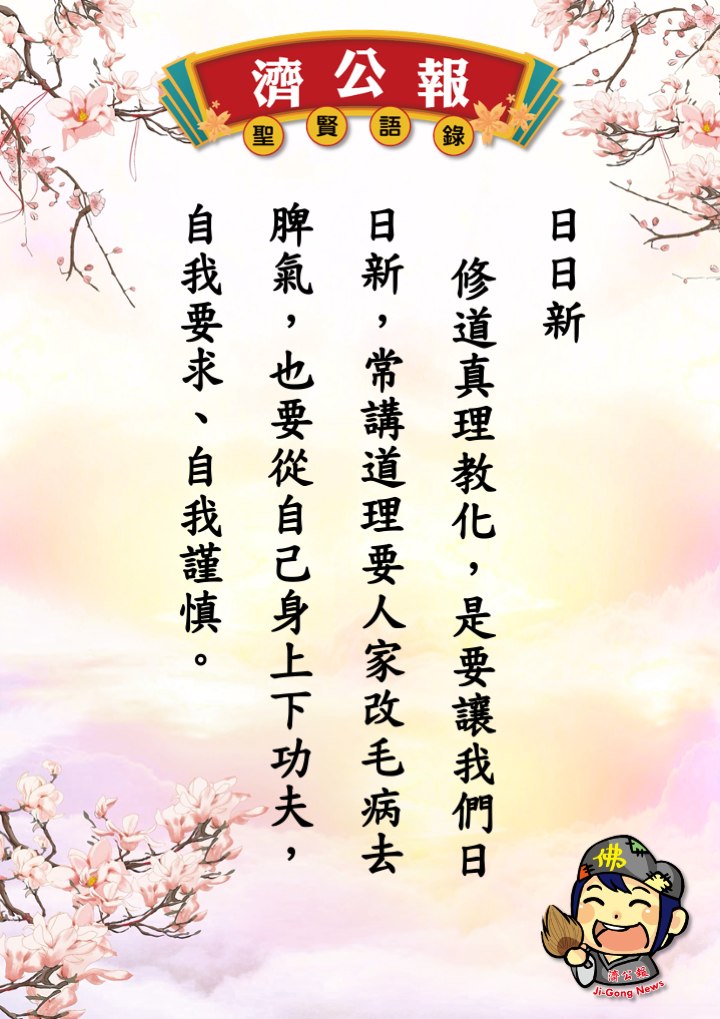 濟公報
聖賢語錄
日日新
修道真理教化，是要讓我們日
日新，常講道理要人家改毛病去
脾氣，也要從自己身上下功夫，
自我要求、自我謹慎。
佛
濟公報
Ji-Gong News